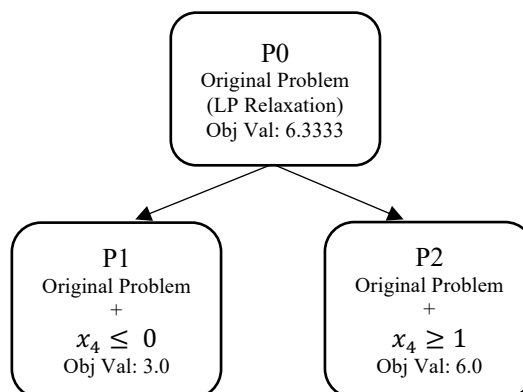 P0
Original Problem
(LP Relaxation)
Obj Val: 6.3333
P1
Original Problem
+
x₄ ≤ 0
Obj Val: 3.0
P2
Original Problem
+
x₄ ≥ 1
Obj Val: 6.0